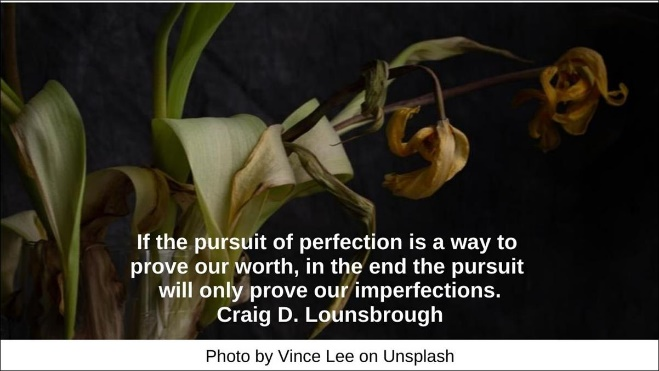 If the pursuit of perfection is a way to
prove our worth, in the end the pursuit
will only prove our imperfections.
Craig D. Lounsbrough
Photo by Vince Lee on Unsplash